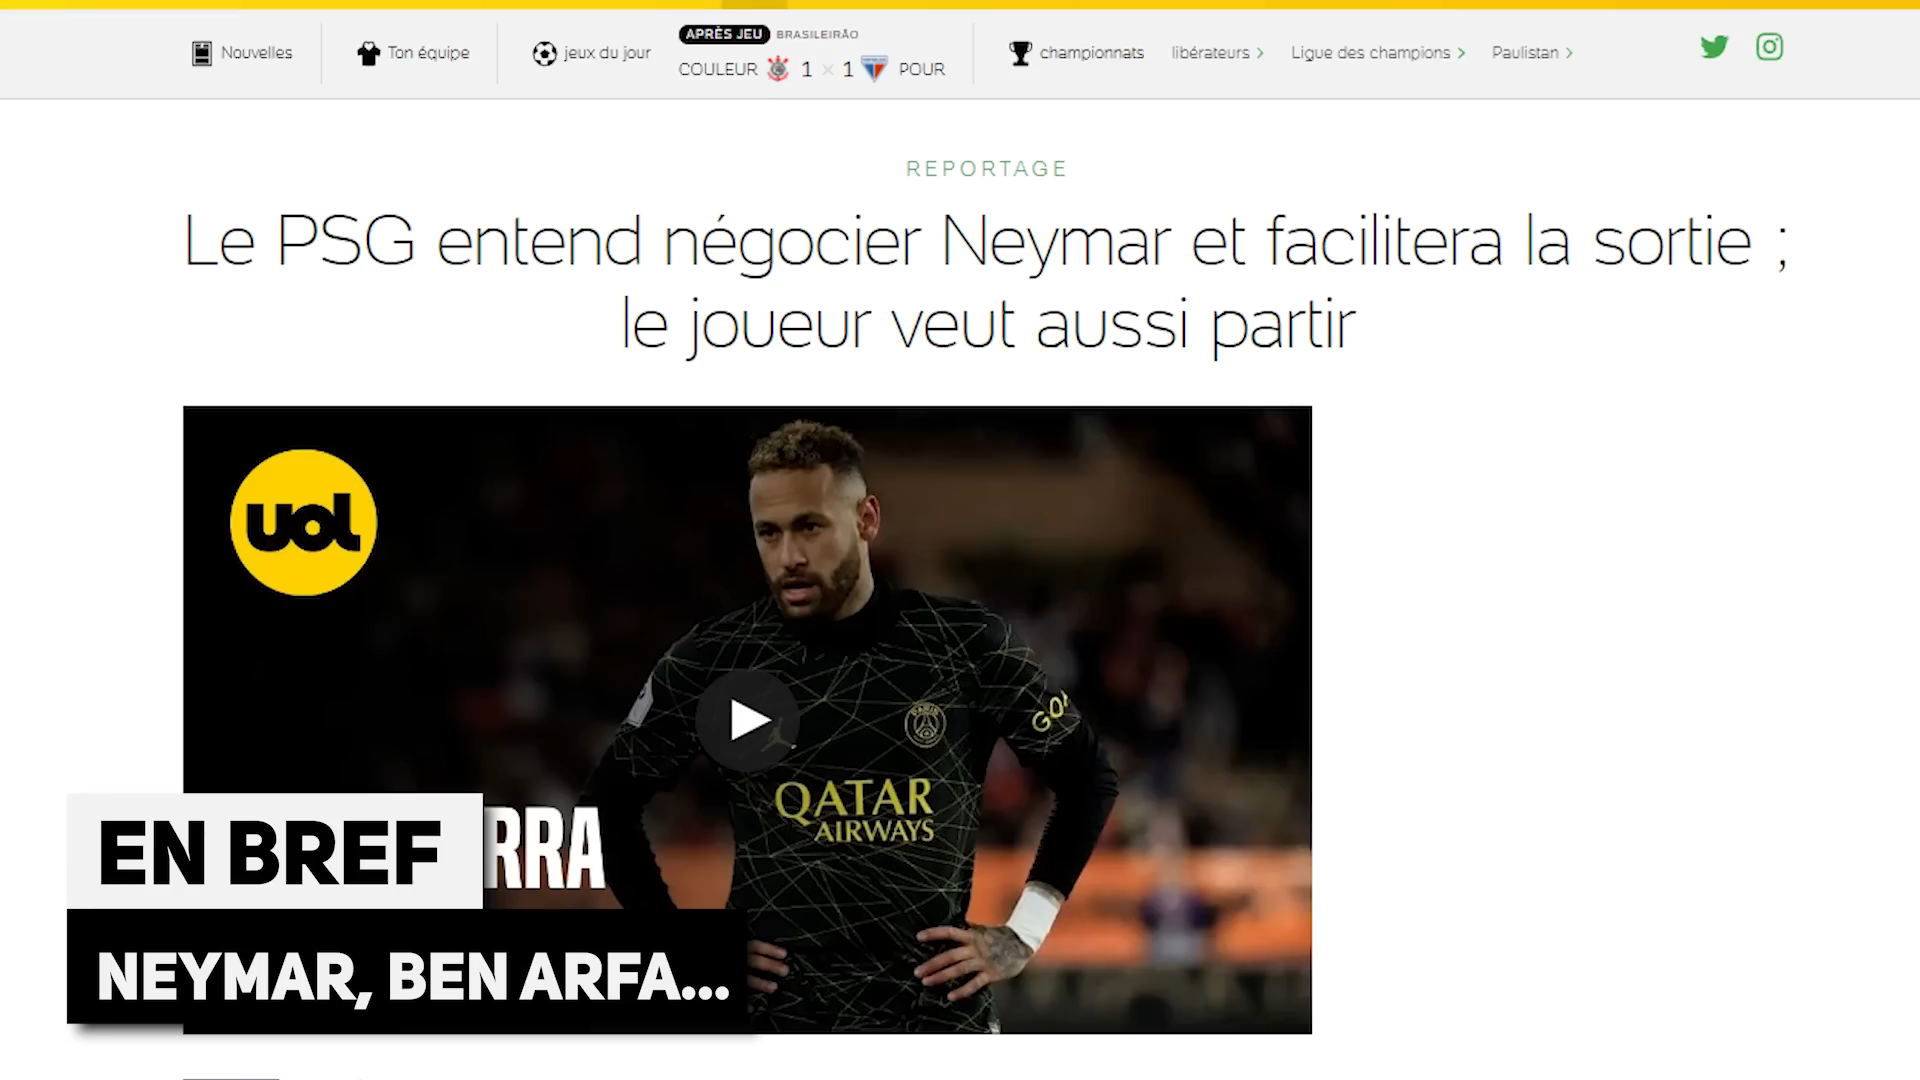 Nouvelles
Ton équipe
jeux du jour
APRÈS JEU BRASILEIRÃO
COULEUR 1 × 1 POUR
championnats
libérateurs >
Ligue des champions >
Paulistan >
REPORTAGE
Le PSG entend négocier Neymar et facilitera la sortie ;
le joueur veut aussi partir
uol
PARIS
QATAR
AIRWAYS
RRA
EN BREF
NEYMAR, BEN ARFA...